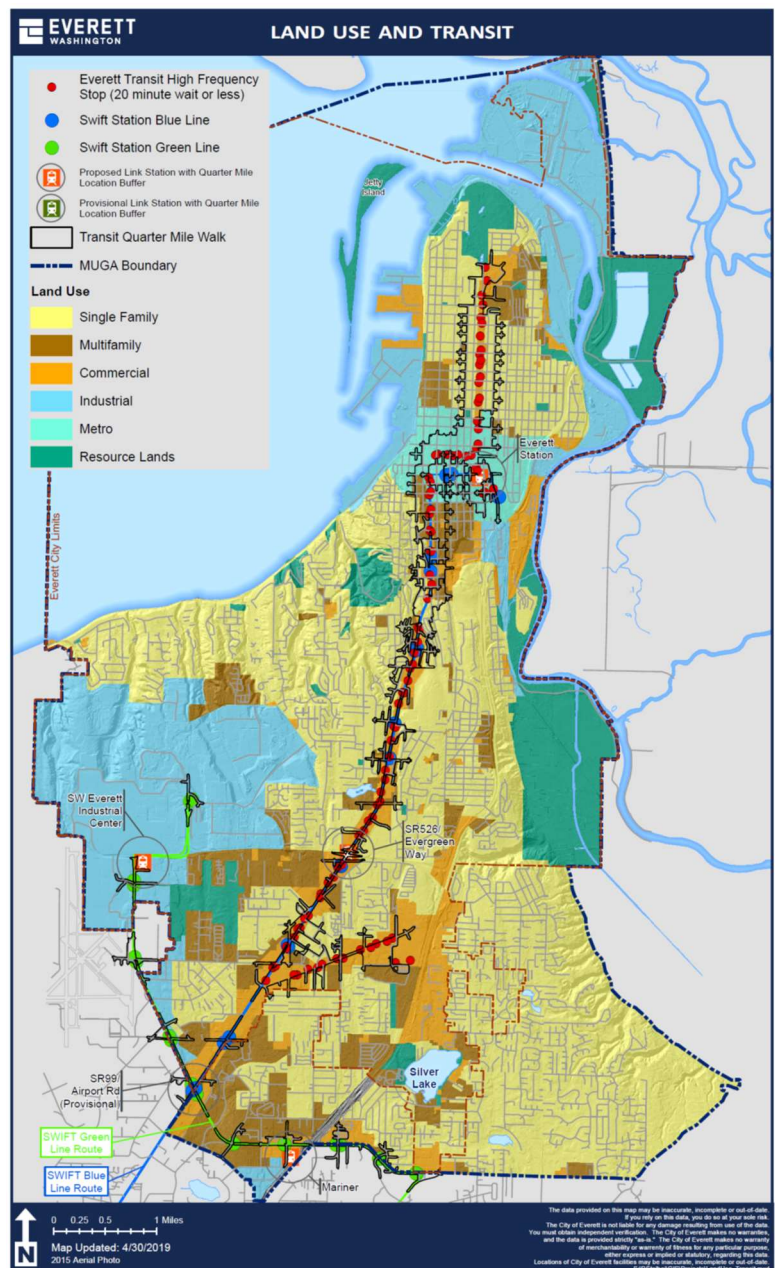 EVERETT
WASHINGTON
LAND USE AND TRANSIT
Everett Transit High Frequency
Stop (20 minute wait or less)
Swift Station Blue Line
Swift Station Green Line
Proposed Link Station with Quarter Mile
Location Buffer
Provisional Link Station with Quarter Mile
Location Buffer
Transit Quarter Mile Walk
MUGA Boundary
Land Use
Single Family
Multifamily
Commercial
Industrial
Metro
Resource Lands
Jetty
Island
Everett
Station
Everett City Limits
SW Everett
Industrial
Center
SR526/
Evergreen
Way
Silver
Lake
SR99/
Airport Rd
(Provisional)
SWIFT Green
Line Route
SWIFT Blue
Line Route
Mariner
N
0 0.25 0.5 1 Miles
Map Updated: 4/30/2019
2015 Aerial Photo
The data provided on this map may be inaccurate, incomplete or out-of-date.
If you rely on this data, you do so at your sole risk.
The City of Everett is not liable for any damage resulting from use of the data.
You must obtain independent verification. The City of Everett makes no warranties,
and the data is provided strictly "as-is." The City of Everett makes no warranty
of merchantability or warranty of fitness for any particular purpose,
either express or implied or statutory, regarding this data.
Locations of City of Everett facilities may be inaccurate, incomplete or out-of-date.